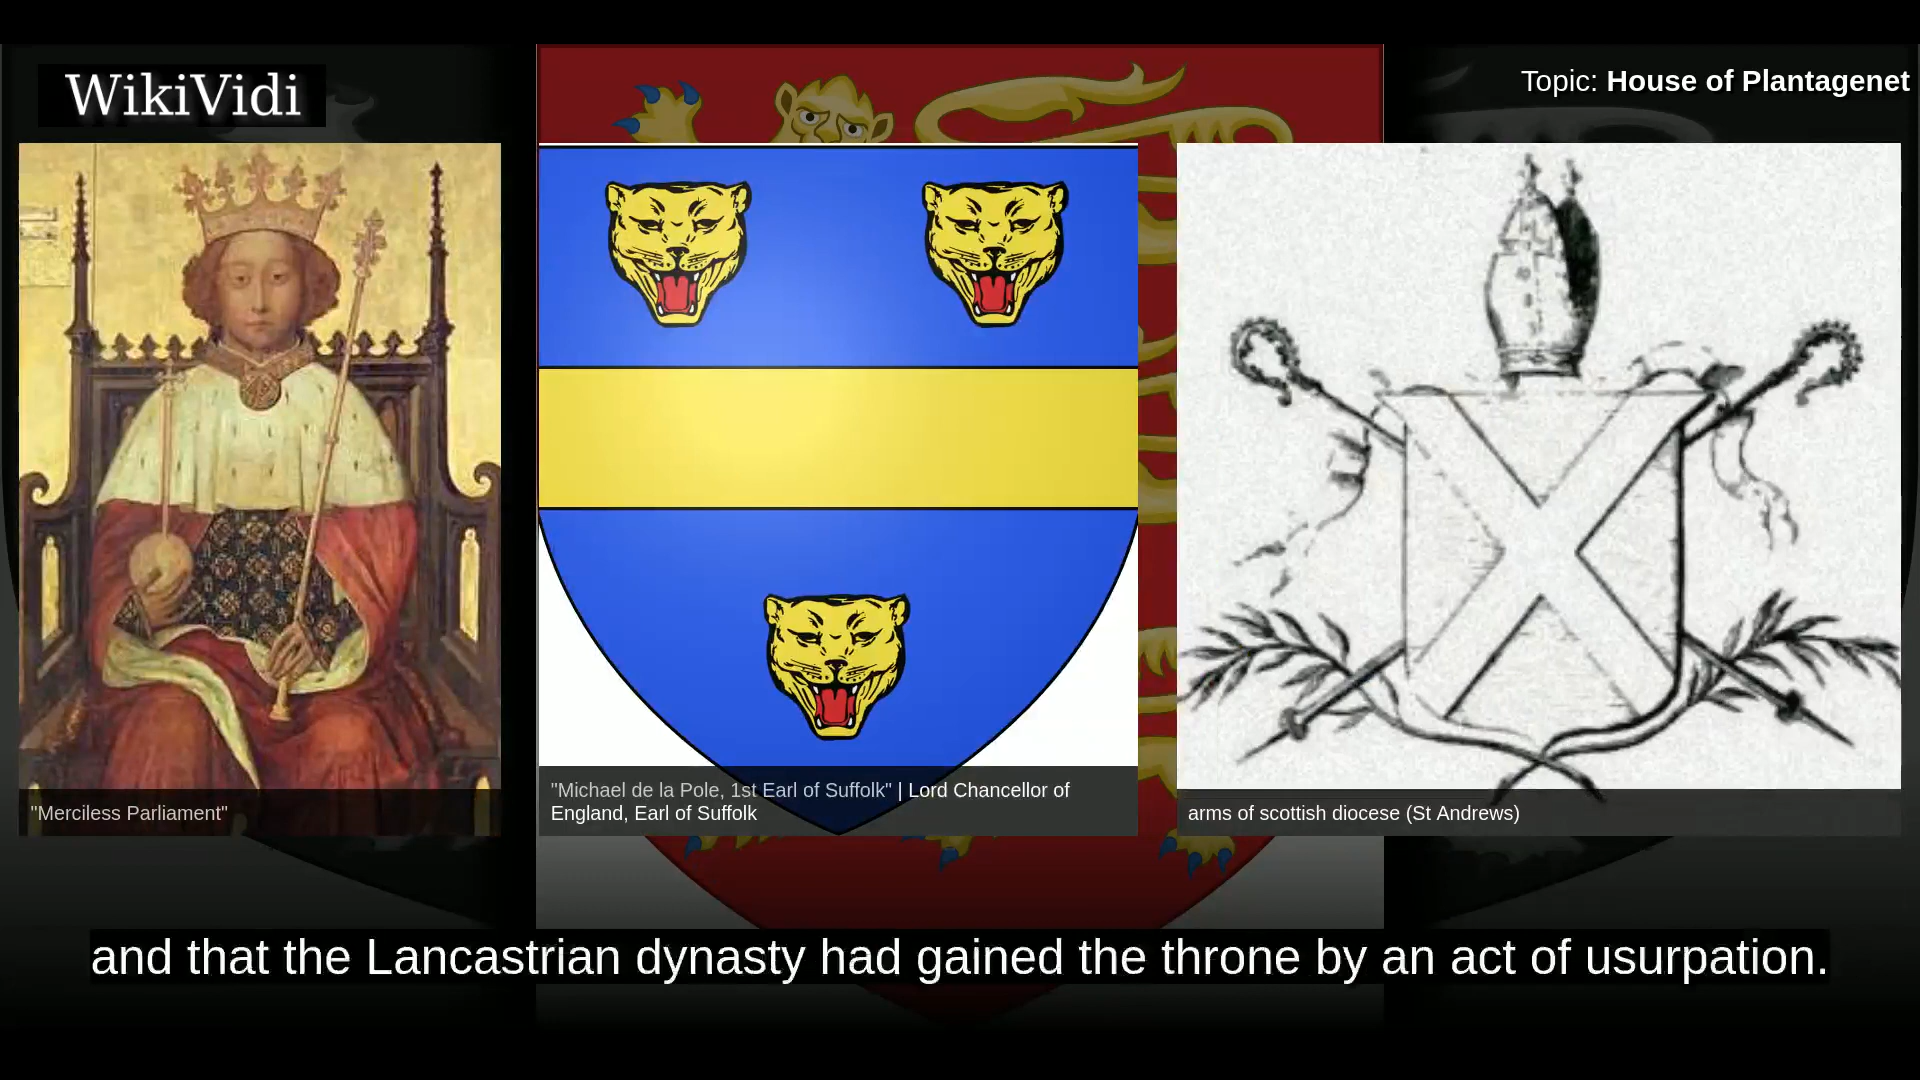 WikiVidi
Topic: House of Plantagenet
"Merciless Parliament"
"Michael de la Pole, 1st Earl of Suffolk" | Lord Chancellor of
England, Earl of Suffolk
arms of scottish diocese (St Andrews)
and that the Lancastrian dynasty had gained the throne by an act of usurpation.